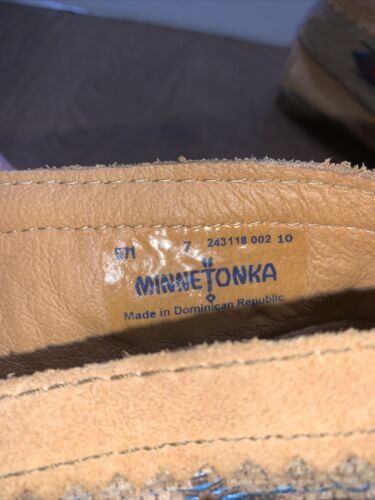 571 7 243118 002 10
MINNETONKA
Made in Dominican Republic